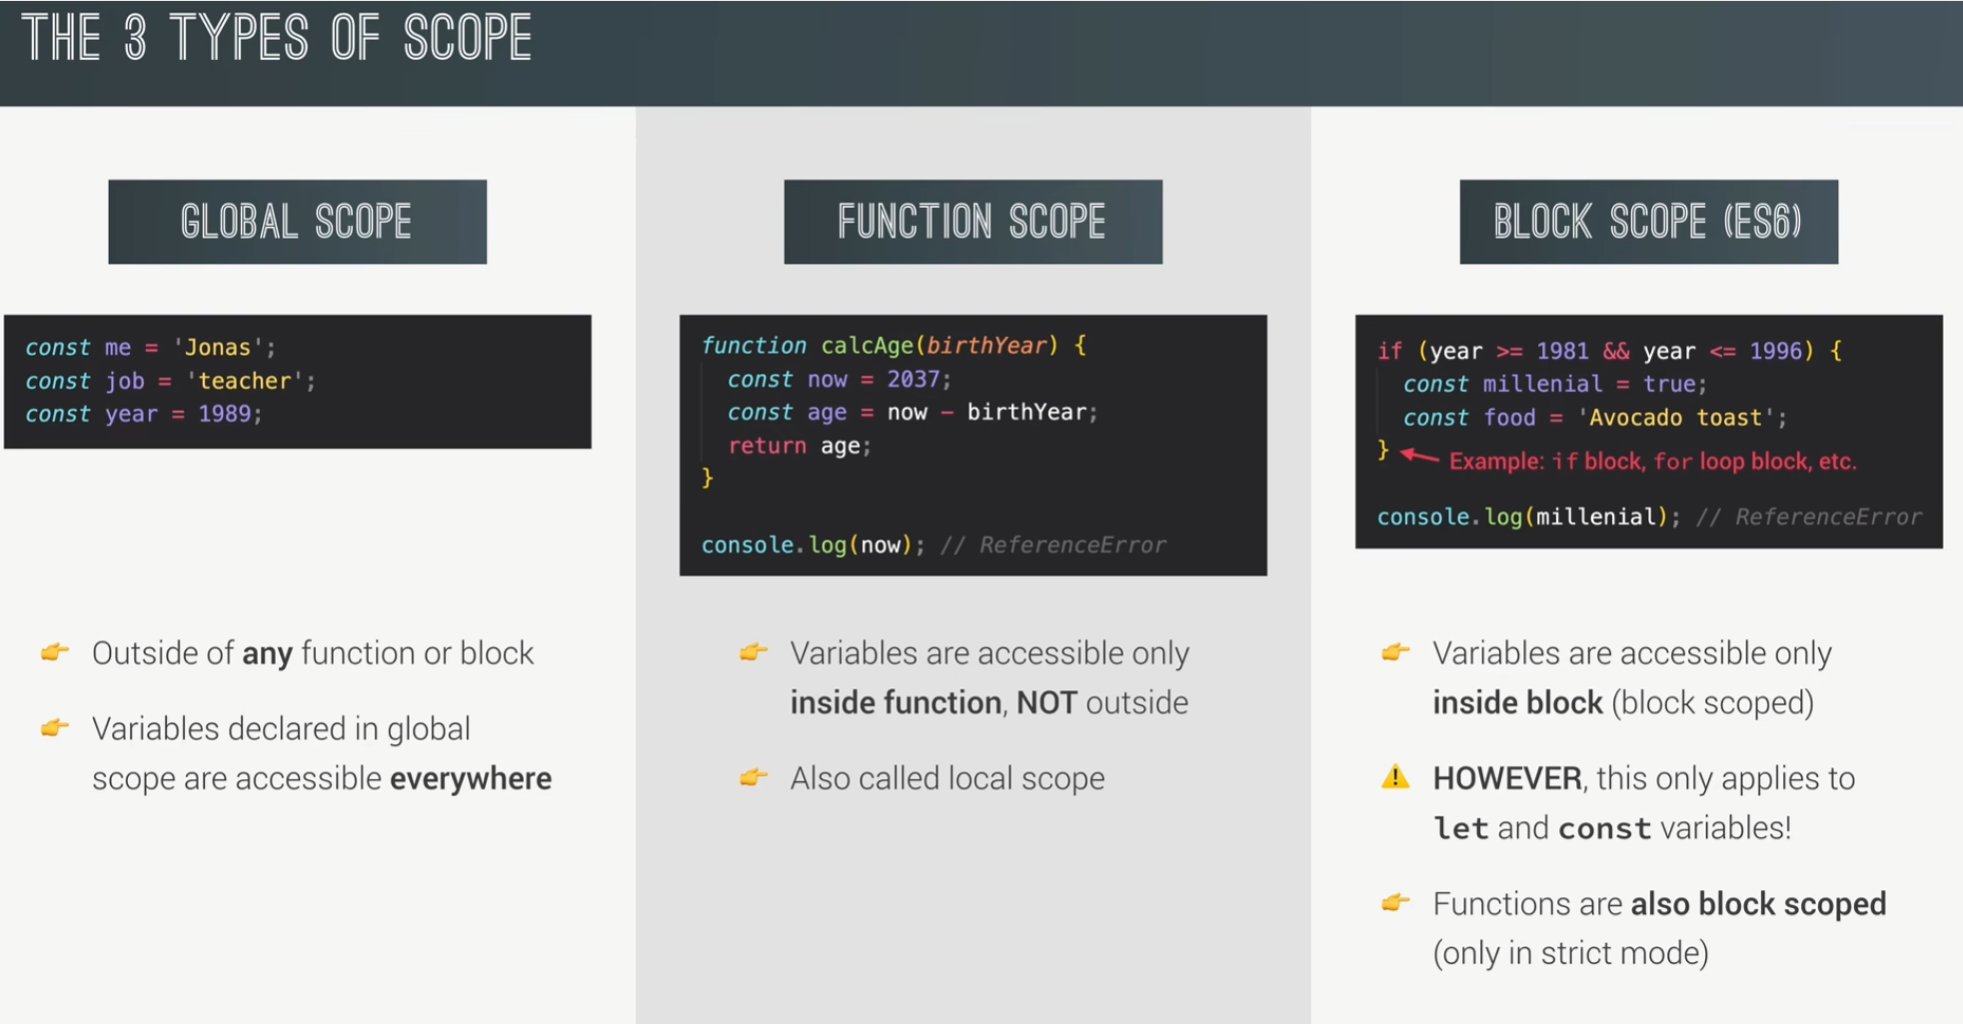 THE 3 TYPES OF SCOPE
GLOBAL SCOPE
const me = 'Jonas';
const job = 'teacher';
const year = 1989;
👉 Outside of any function or block
👉 Variables declared in global
scope are accessible everywhere
FUNCTION SCOPE
function calcAge(birthYear) {
const now = 2037;
const age = now - birthYear;
return age;
}
console.log(now); // ReferenceError
👉 Variables are accessible only
inside function, NOT outside
👉 Also called local scope
BLOCK SCOPE (ES6)
if (year >= 1981 && year <= 1996) {
const millenial = true;
const food = 'Avocado toast';
} Example: if block, for loop block, etc.
console.log(millenial); // ReferenceError
👉 Variables are accessible only
inside block (block scoped)
⚠️ HOWEVER, this only applies to
let and const variables!
👉 Functions are also block scoped
(only in strict mode)